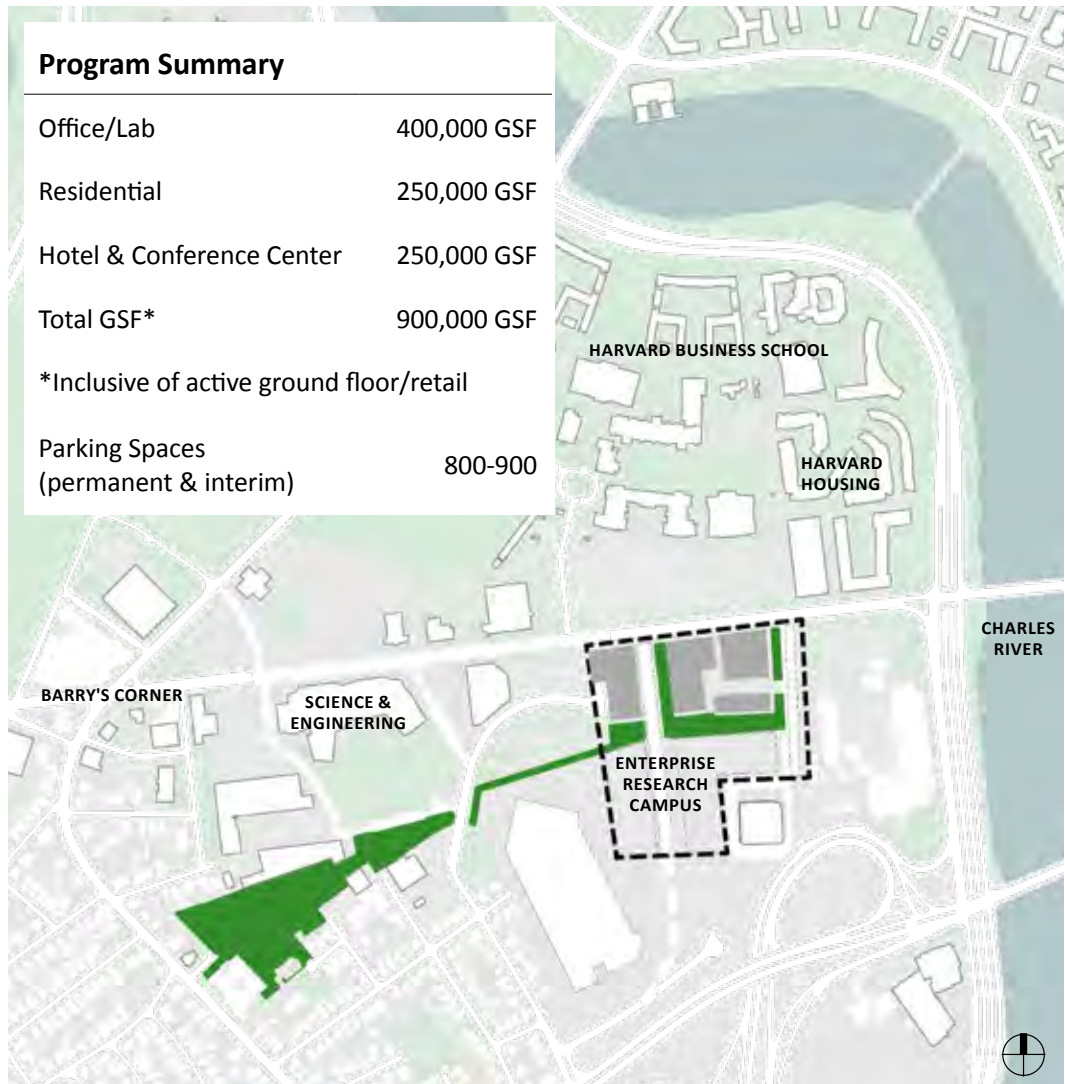 Program Summary
Office/Lab 400,000 GSF
Residential 250,000 GSF
Hotel & Conference Center 250,000 GSF
Total GSF* 900,000 GSF
*Inclusive of active ground floor/retail
Parking Spaces
(permanent & interim) 800-900
HARVARD BUSINESS SCHOOL
HARVARD
HOUSING
CHARLES
RIVER
BARRY'S CORNER
SCIENCE &
ENGINEERING
ENTERPRISE
RESEARCH
CAMPUS